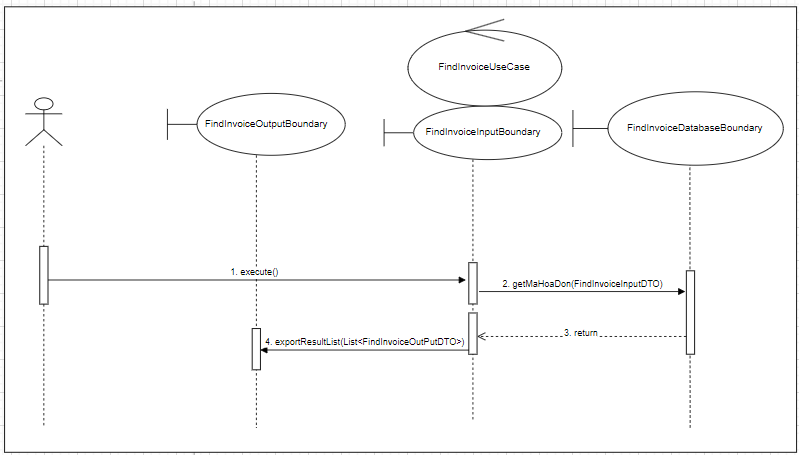 FindInvoiceUseCase
FindInvoiceOutputBoundary
FindInvoiceInputBoundary
FindInvoiceDatabaseBoundary
1. execute()
2. getMaHoaDon(FindInvoiceInputDTO)
3. return
4. exportResultList(List<FindInvoiceOutPutDTO>)